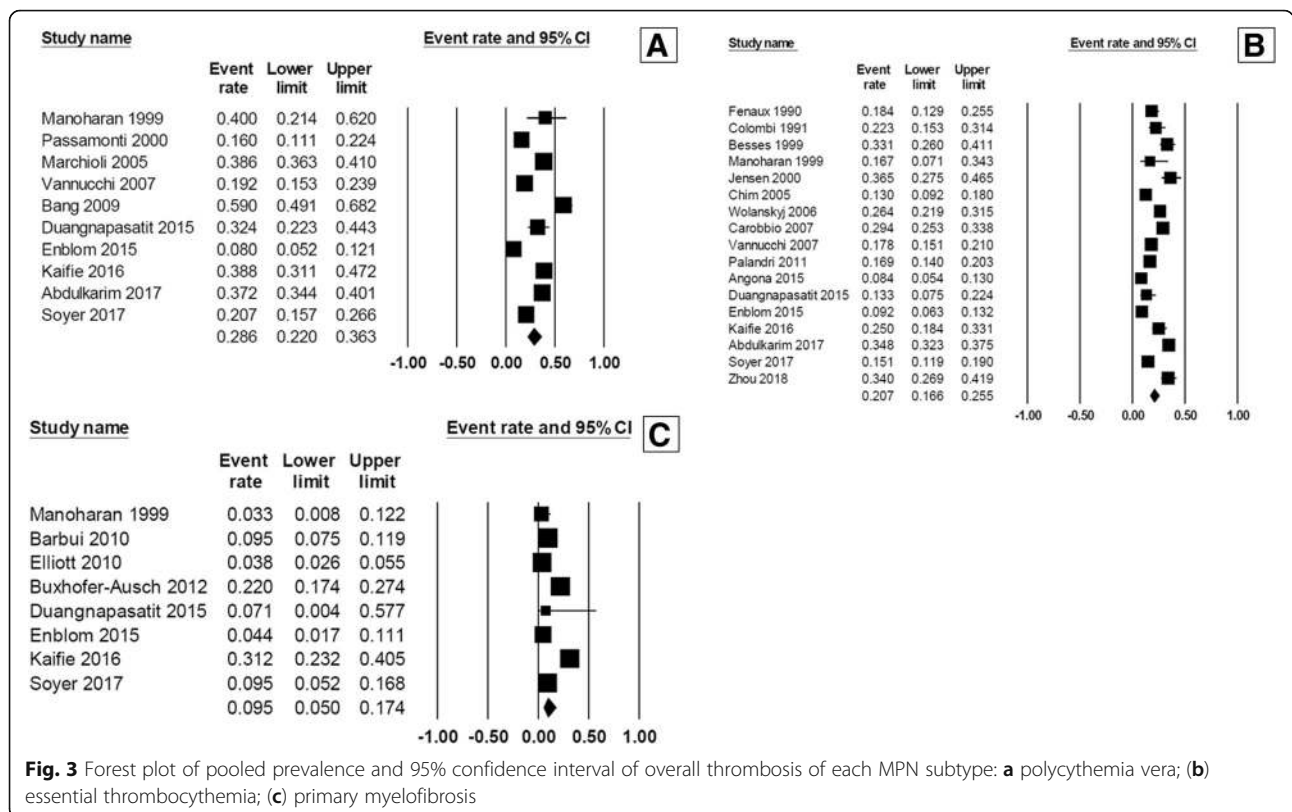 Study name Event rate and 95% CI A
Event Lower Upper
rate limit limit
Manoharan 1999 0.400 0.214 0.620
Passamonti 2000 0.160 0.111 0.224
Marchioli 2005 0.386 0.363 0.410
Vannucchi 2007 0.192 0.153 0.239
Bang 2009 0.590 0.491 0.682
Duangnapasatit 2015 0.324 0.223 0.443
Enblom 2015 0.080 0.052 0.121
Kaifie 2016 0.388 0.311 0.472
Abdulkarim 2017 0.372 0.344 0.401
Soyer 2017 0.207 0.157 0.266
0.286 0.220 0.363
-1.00 -0.50 0.00 0.50 1.00
Study name Event rate and 95% CI B
Event Lower Upper
rate limit limit
Fenaux 1990 0.184 0.129 0.255
Colombi 1991 0.223 0.153 0.314
Besses 1999 0.331 0.260 0.411
Manoharan 1999 0.167 0.071 0.343
Jensen 2000 0.365 0.275 0.465
Chim 2005 0.130 0.092 0.180
Wolanskyj 2006 0.264 0.219 0.315
Carobbio 2007 0.294 0.253 0.338
Vannucchi 2007 0.178 0.151 0.210
Palandri 2011 0.169 0.140 0.203
Angona 2015 0.084 0.054 0.130
Duangnapasatit 2015 0.133 0.075 0.224
Enblom 2015 0.092 0.063 0.132
Kaifie 2016 0.250 0.184 0.331
Abdulkarim 2017 0.348 0.323 0.375
Soyer 2017 0.151 0.119 0.190
Zhou 2018 0.340 0.269 0.419
0.207 0.166 0.255
-1.00 -0.50 0.00 0.50 1.00
Study name Event rate and 95% CI C
Event Lower Upper
rate limit limit
Manoharan 1999 0.033 0.008 0.122
Barbui 2010 0.095 0.075 0.119
Elliott 2010 0.038 0.026 0.055
Buxhofer-Ausch 2012 0.220 0.174 0.274
Duangnapasatit 2015 0.071 0.004 0.577
Enblom 2015 0.044 0.017 0.111
Kaifie 2016 0.312 0.232 0.405
Soyer 2017 0.095 0.052 0.168
0.095 0.050 0.174
-1.00 -0.50 0.00 0.50 1.00
Fig. 3 Forest plot of pooled prevalence and 95% confidence interval of overall thrombosis of each MPN subtype: a polycythemia vera; (b)
essential thrombocythemia; (c) primary myelofibrosis